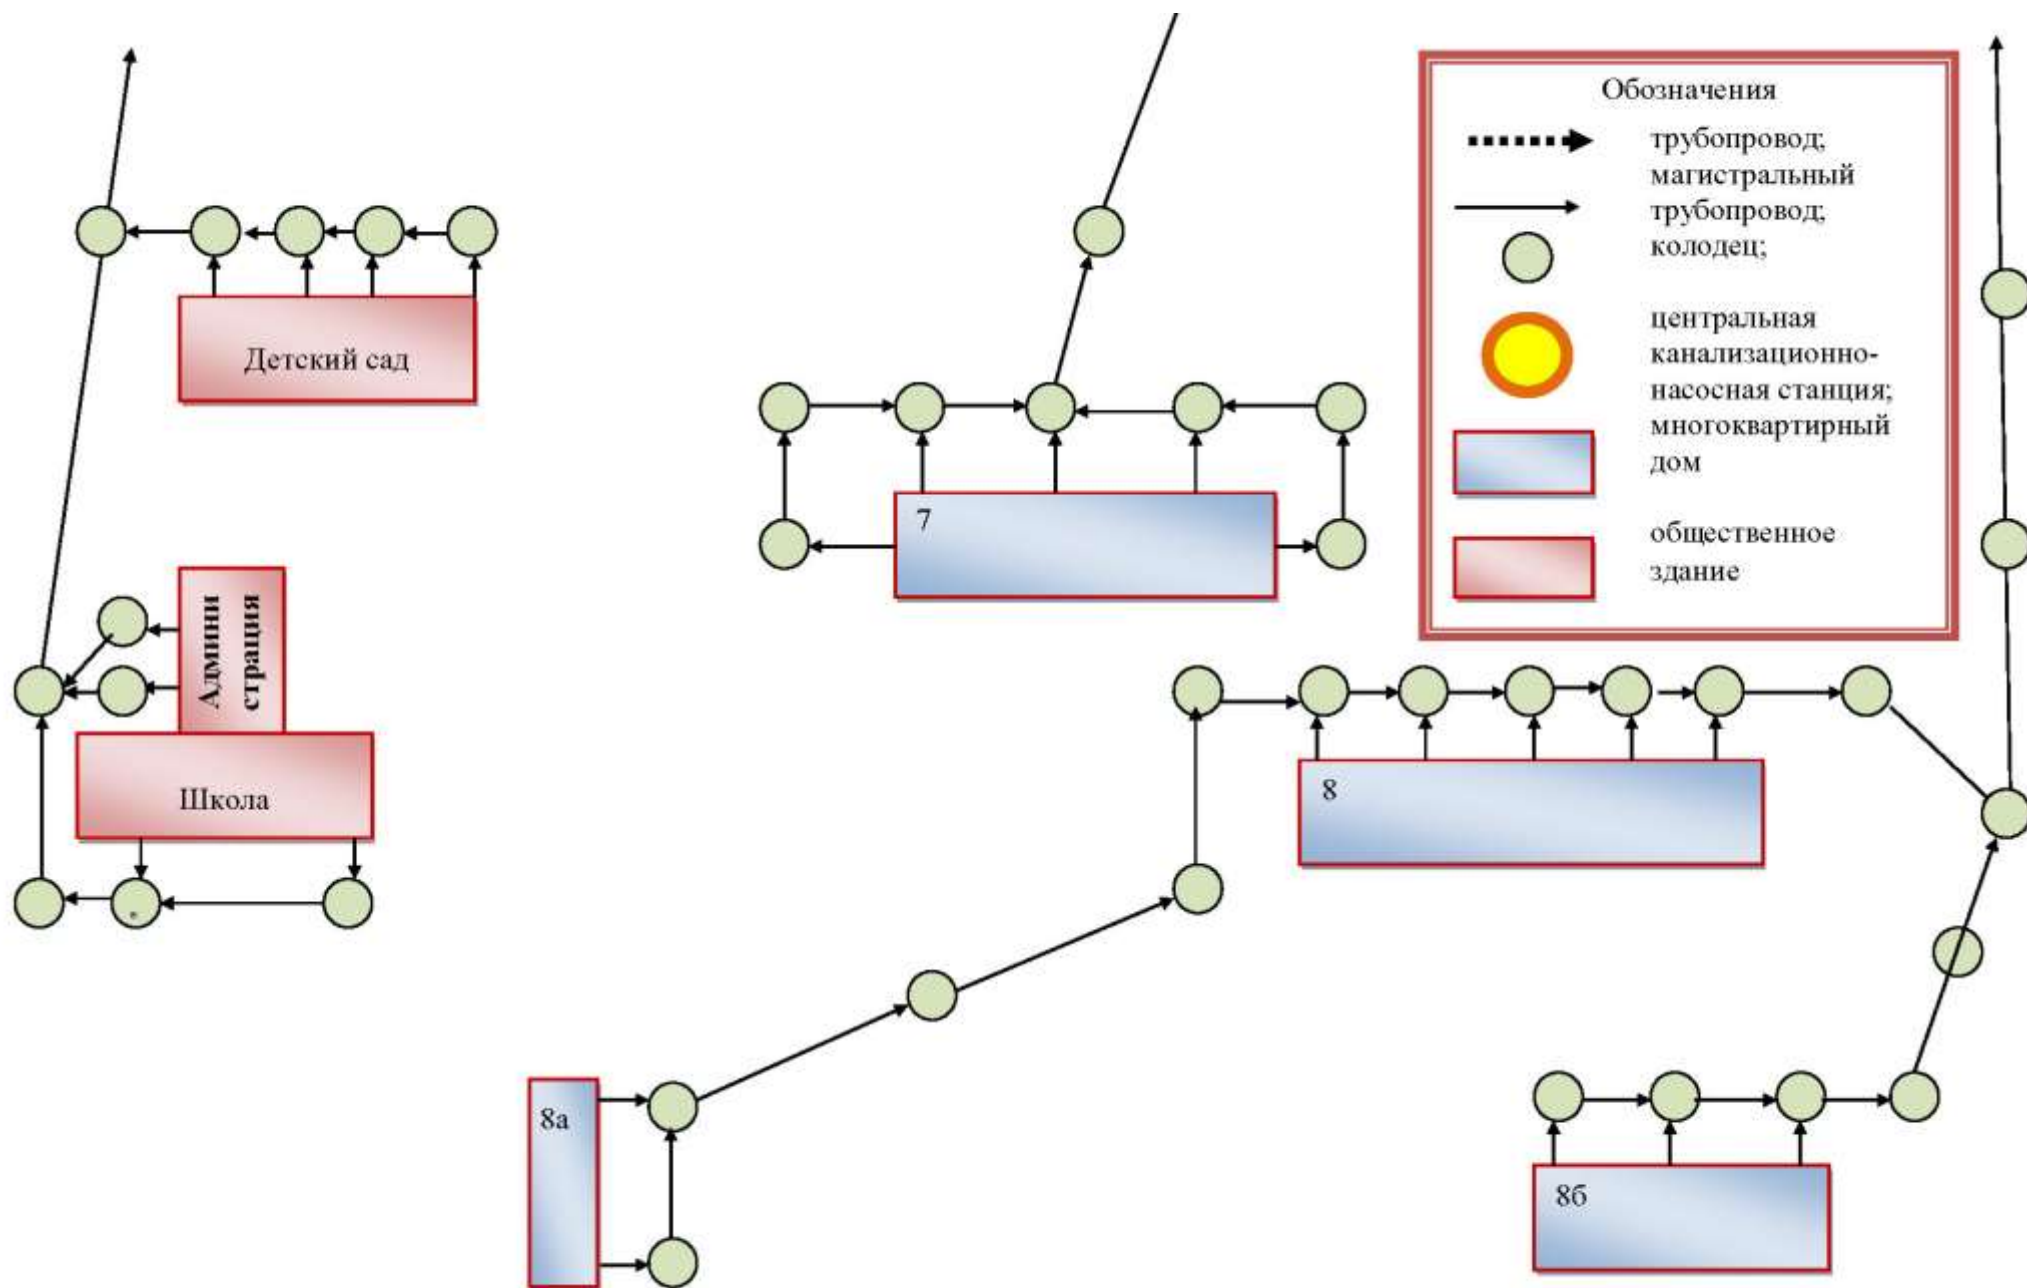 Обозначения
трубопровод;
магистральный
трубопровод;
колодец;
центральная
канализационно-
насосная станция;
многоквартирный
дом
общественное
здание
Детский сад
7
Админи
страция
Школа
8
8а
8б